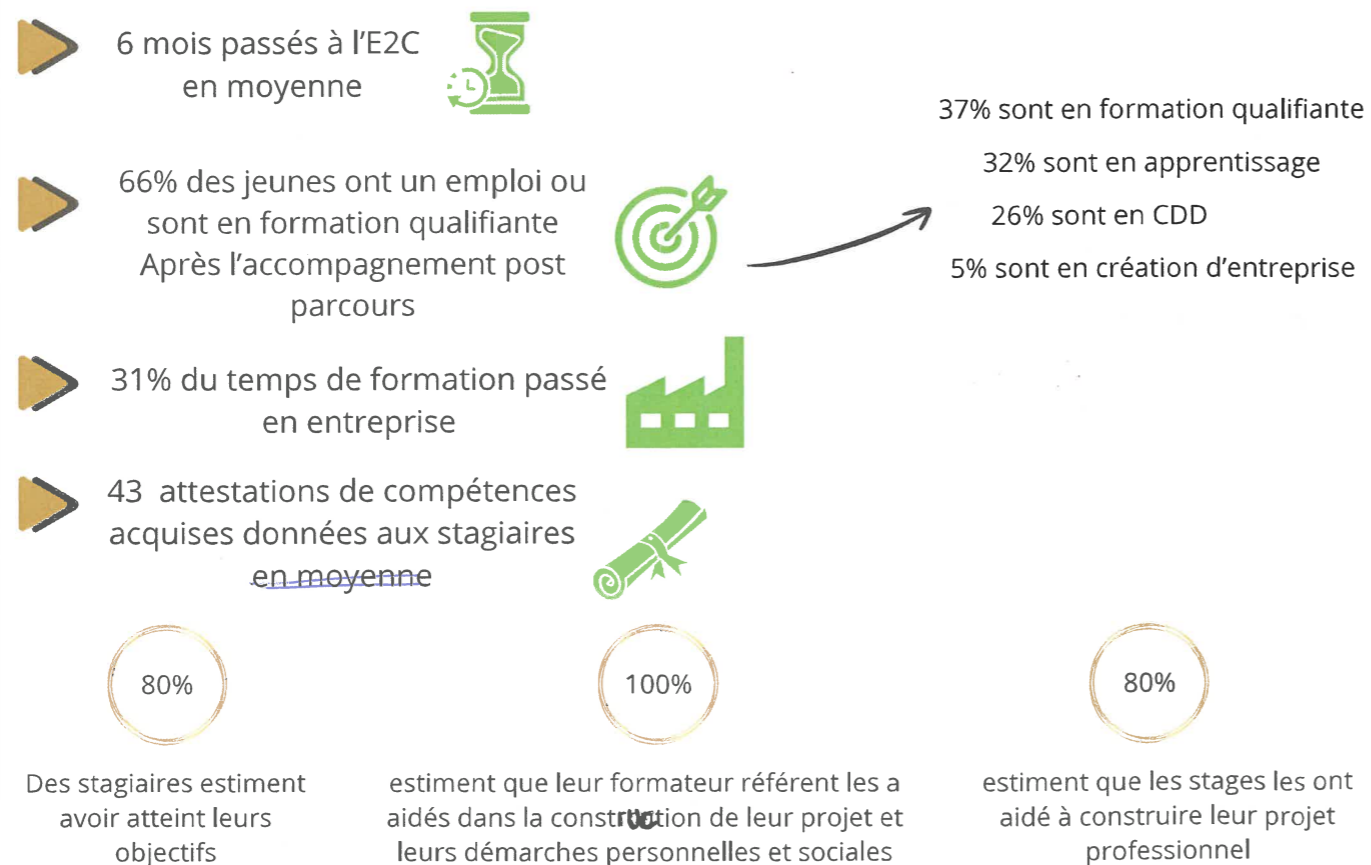 6 mois passés à l'E2C
en moyenne
66% des jeunes ont un emploi ou
sont en formation qualifiante
Après l'accompagnement post
parcours
37% sont en formation qualifiante
32% sont en apprentissage
26% sont en CDD
5% sont en création d'entreprise
31% du temps de formation passé
en entreprise
43 attestations de compétences
acquises données aux stagiaires
en moyenne
80%
Des stagiaires estiment
avoir atteint leurs
objectifs
100%
estiment que leur formateur référent les a
aidés dans la construction de leur projet et
leurs démarches personnelles et sociales
80%
estiment que les stages les ont
aidé à construire leur projet
professionnel